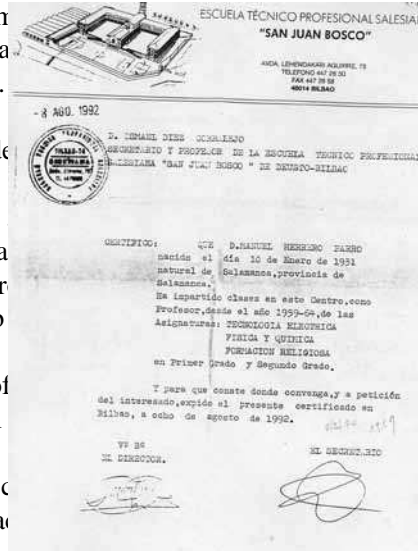 ESCUELA TÉCNICO PROFESIONAL SALESIAN
"SAN JUAN BOSCO"
AVDA. LEHENDAKARI AGUIRRE, 75
TELEFONO 447 26 50
FAX 447 26 58
48014 BILBAO
- 8 AGO. 1992
D. ISMAEL DIEZ
SECRETARIO Y PROFESOR DE LA ESCUELA TECNICO PROFESIONAL
SALESIANA "SAN JUAN BOSCO " DE DEUSTO-BILBAO
CERTIFICO: QUE D.MANUEL HERRERO PARRO
nacido el día 10 de Enero de 1931
natural de Salamanca,provincia de
Salamanca.
Ha impartido clases en este Centro,como
Profesor,desde el año 1959-64,de las
Asignaturas: TECNOLOGIA ELECTRICA
FISICA Y QUIMICA
FORMACION RELIGIOSA
en Primer Grado y Segundo Grado.
Y para que conste donde convenga,y a petición
del interesado,expido el presente certificado en
Bilbao, a ocho de agosto de 1992.
Vº Bº
EL DIRECTOR.
EL SECRETARIO